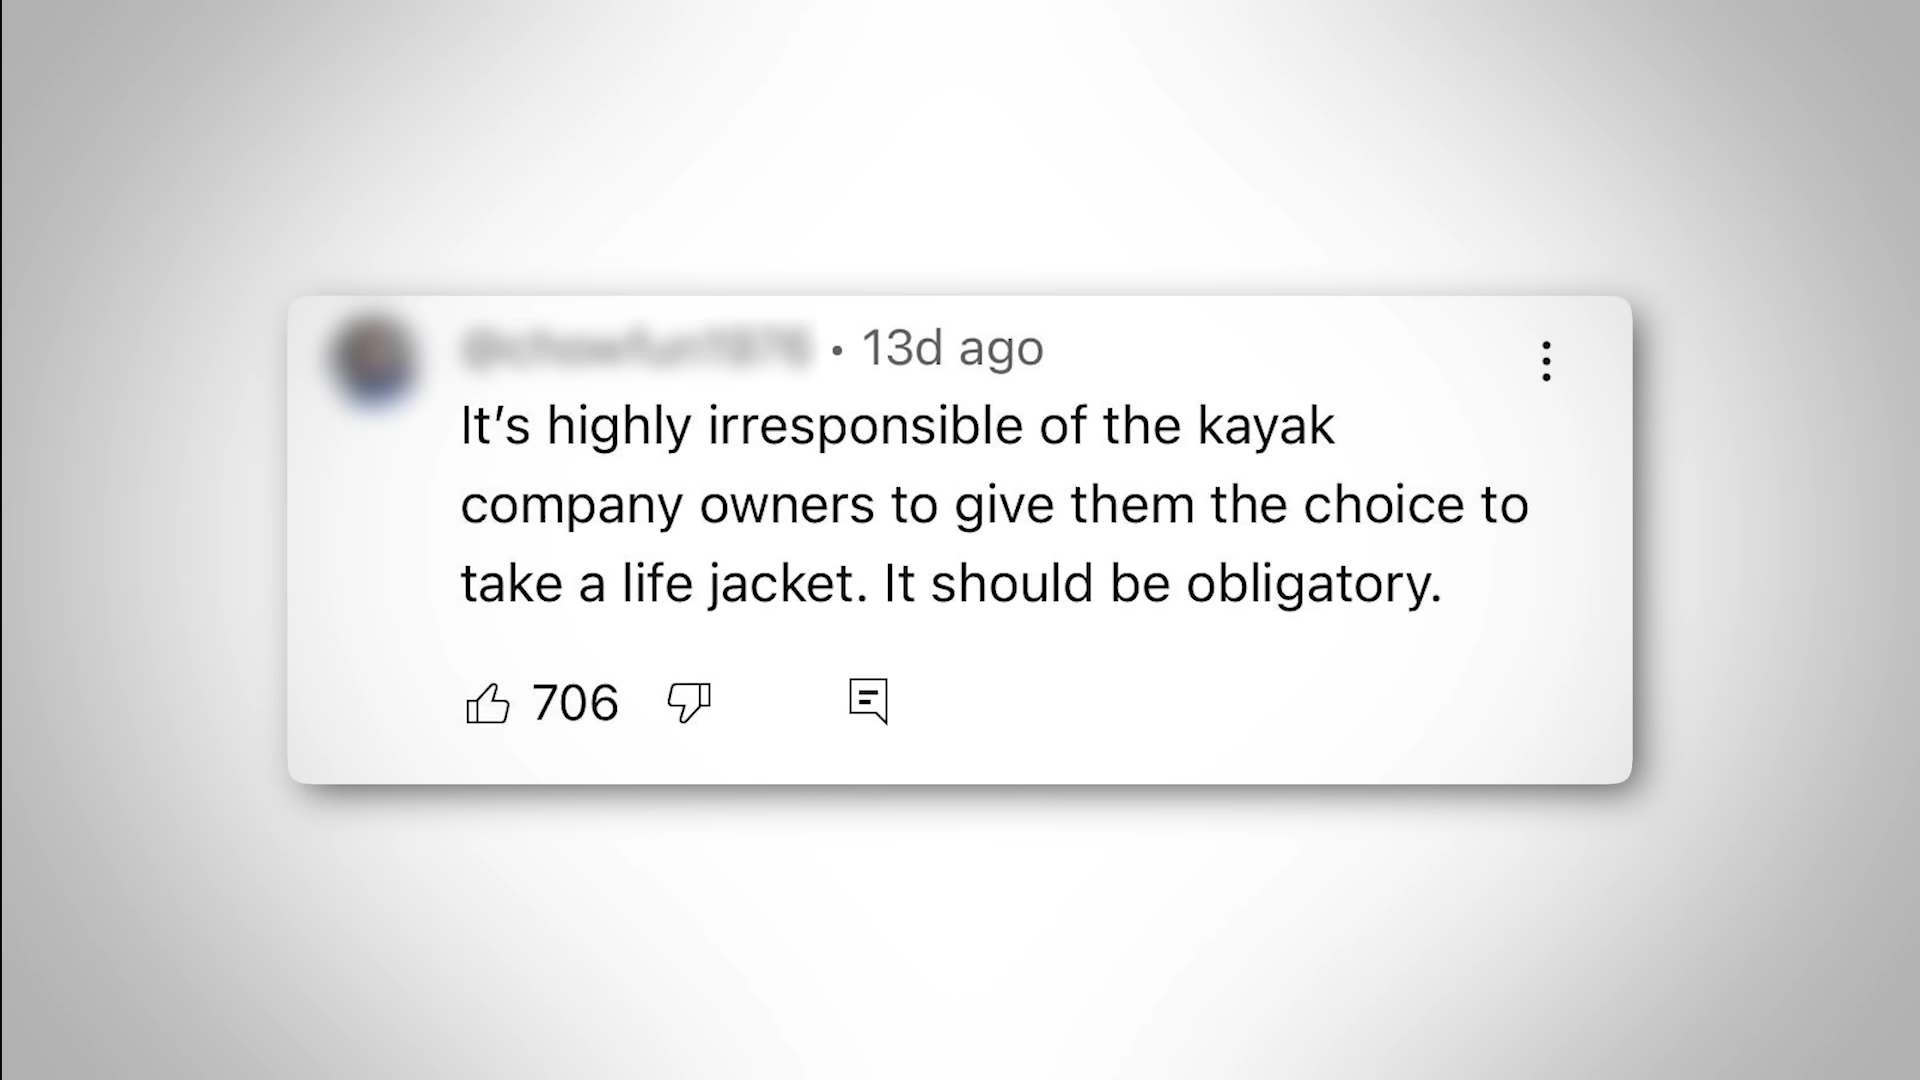 • 13d ago
It’s highly irresponsible of the kayak
company owners to give them the choice to
take a life jacket. It should be obligatory.
706